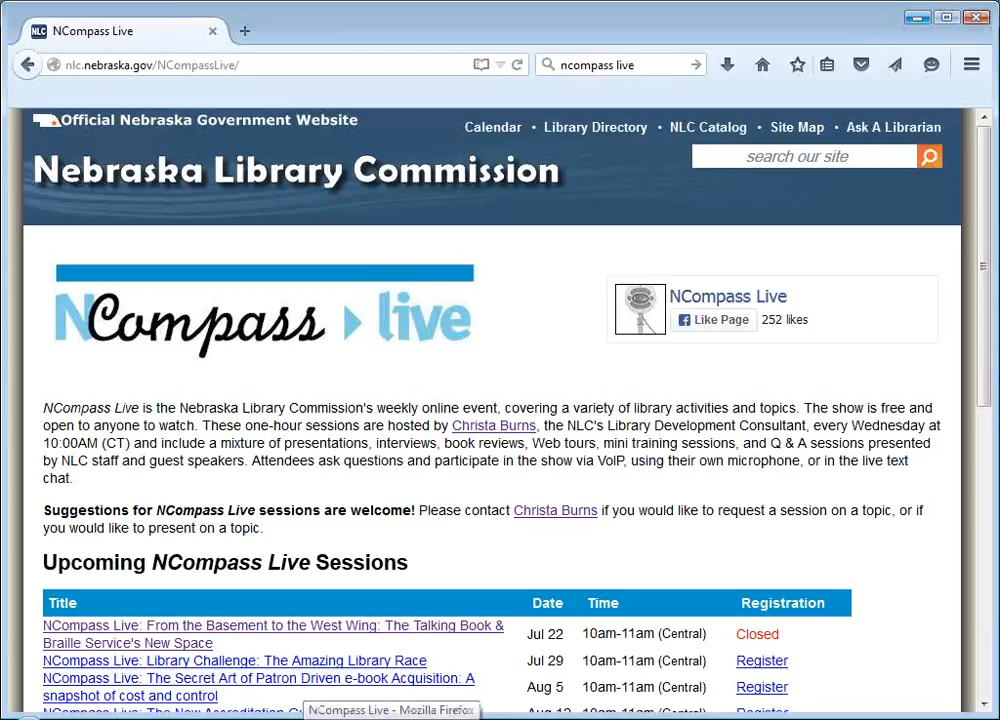 NLC NCompass Live
nlc.nebraska.gov/NCompassLive/
ncompass live
Official Nebraska Government Website
Calendar • Library Directory • NLC Catalog • Site Map • Ask A Librarian
Nebraska Library Commission
search our site
NCompass live
NCompass Live
Like Page 252 likes
NCompass Live is the Nebraska Library Commission's weekly online event, covering a variety of library activities and topics. The show is free and
open to anyone to watch. These one-hour sessions are hosted by Christa Burns, the NLC's Library Development Consultant, every Wednesday at
10:00AM (CT) and include a mixture of presentations, interviews, book reviews, Web tours, mini training sessions, and Q & A sessions presented
by NLC staff and guest speakers. Attendees ask questions and participate in the show via VoIP, using their own microphone, or in the live text
chat.
Suggestions for NCompass Live sessions are welcome! Please contact Christa Burns if you would like to request a session on a topic, or if
you would like to present on a topic.
Upcoming NCompass Live Sessions
Title Date Time Registration
NCompass Live: From the Basement to the West Wing: The Talking Book &
Braille Service's New Space Jul 22 10am-11am (Central) Closed
NCompass Live: Library Challenge: The Amazing Library Race Jul 29 10am-11am (Central) Register
NCompass Live: The Secret Art of Patron Driven e-book Acquisition: A
snapshot of cost and control Aug 5 10am-11am (Central) Register
NCompass Live: The New Accreditation Aug 12 10am-11am (Central) Register
NCompass Live - Mozilla Firefox